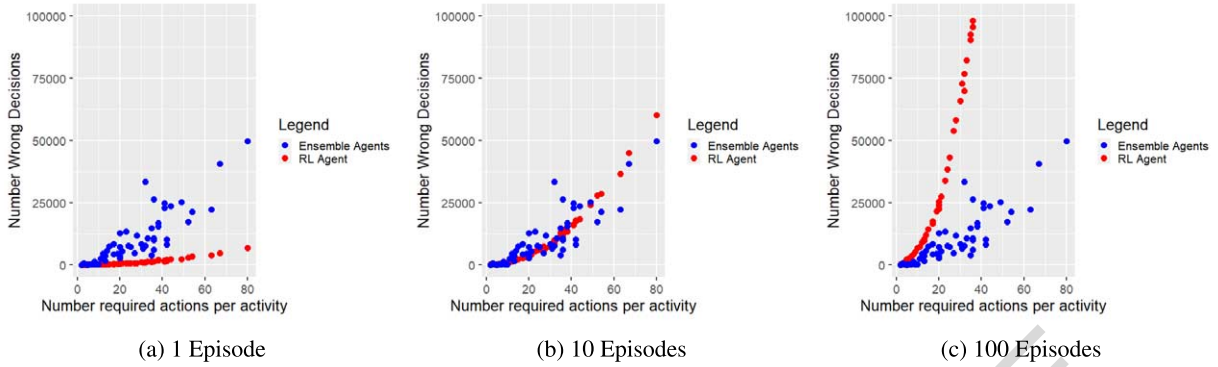 100000
75000
50000
25000
0
Number Wrong Decisions
0 20 40 60 80
Number required actions per activity
Legend
Ensemble Agents
RL Agent
(a) 1 Episode
100000
75000
50000
25000
0
Number Wrong Decisions
0 20 40 60 80
Number required actions per activity
Legend
Ensemble Agents
RL Agent
(b) 10 Episodes
100000
75000
50000
25000
0
Number Wrong Decisions
0 20 40 60 80
Number required actions per activity
Legend
Ensemble Agents
RL Agent
(c) 100 Episodes